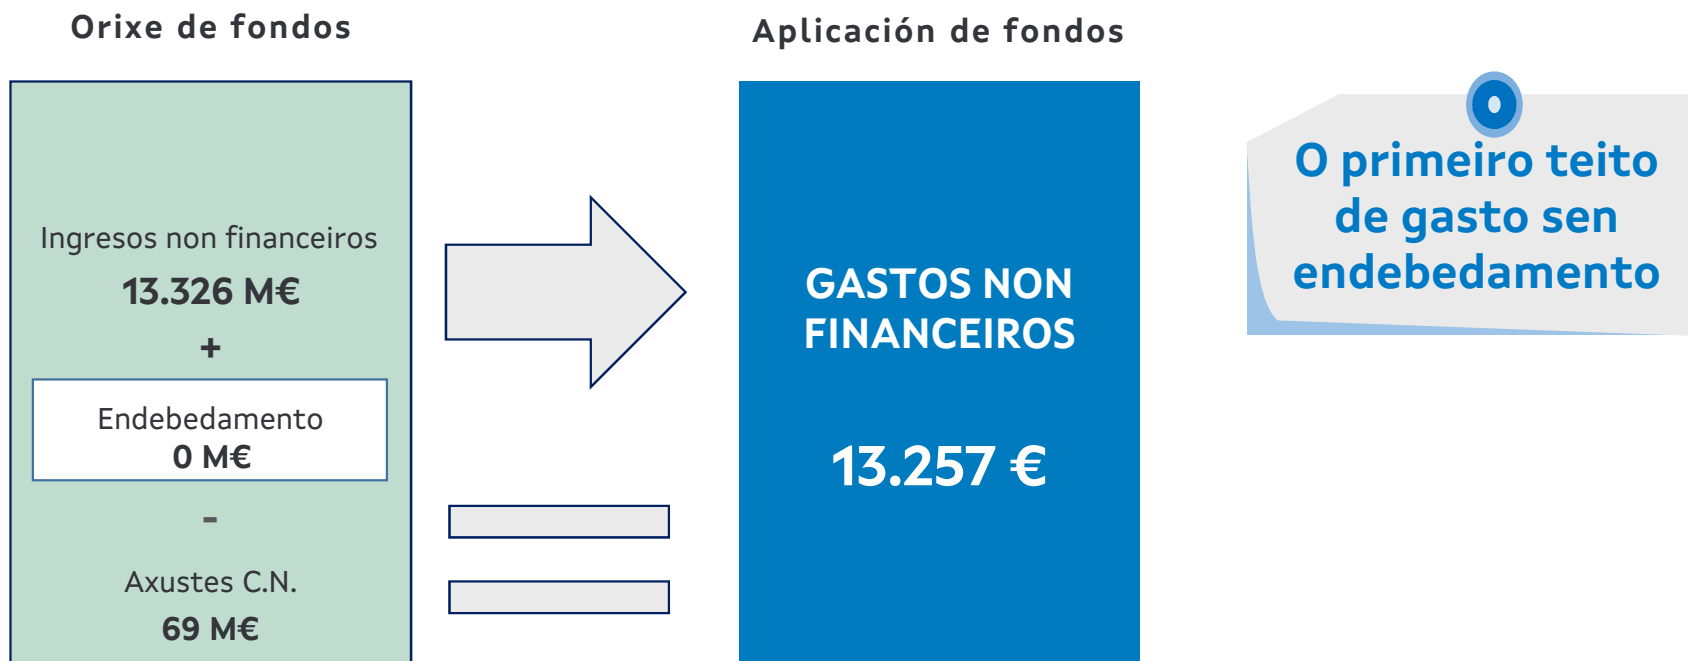 Orixe de fondos
Ingresos non financeiros
13.326 M€
+
Endebedamento
0 M€
-
Axustes C.N.
69 M€
Aplicación de fondos
GASTOS NON
FINANCEIROS
13.257 €
O primeiro teito
de gasto sen
endebedamento